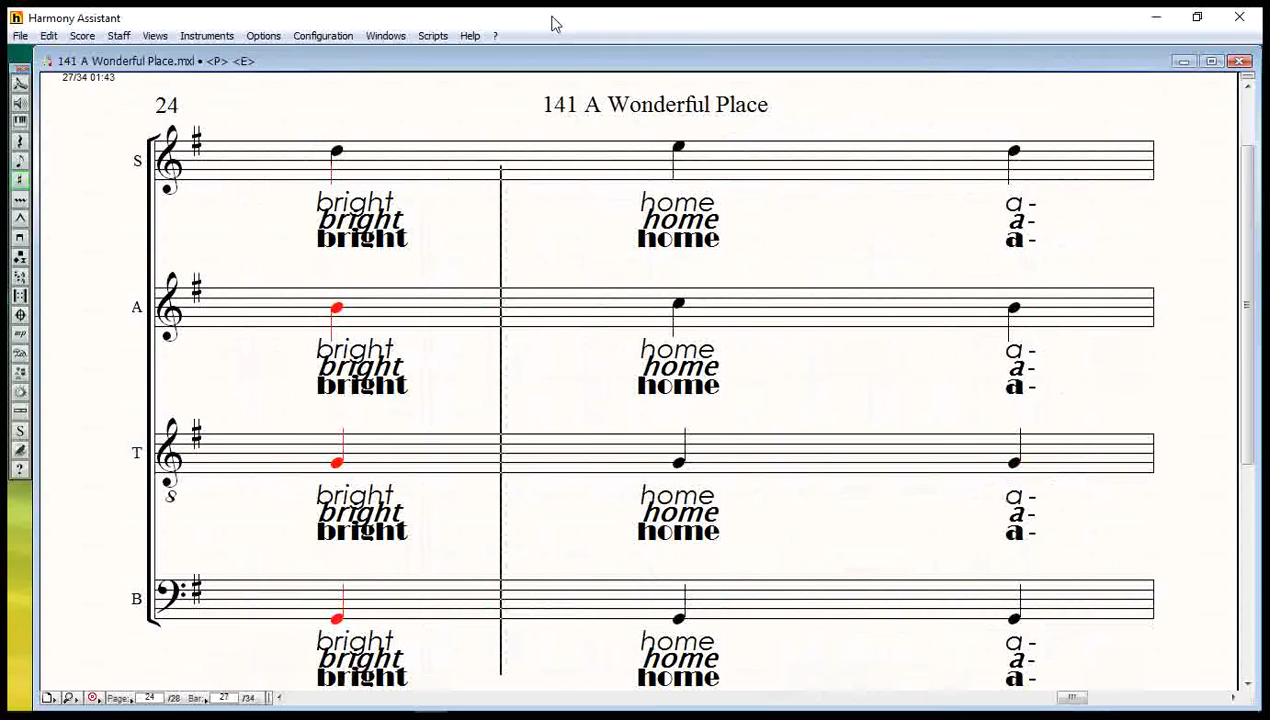 Harmony Assistant
File Edit Score Staff Views Instruments Options Configuration Windows Scripts Help ?
141 A Wonderful Place.mxl • <P> <E>
27/34 01:43
24 141 A Wonderful Place
S
bright home a-
bright home a-
bright home a-
A
bright home a-
bright home a-
bright home a-
T
8
bright home a-
bright home a-
bright home a-
B
bright home a-
bright home a-
bright home a-
Page: 24 /28 Bar: 27 /34